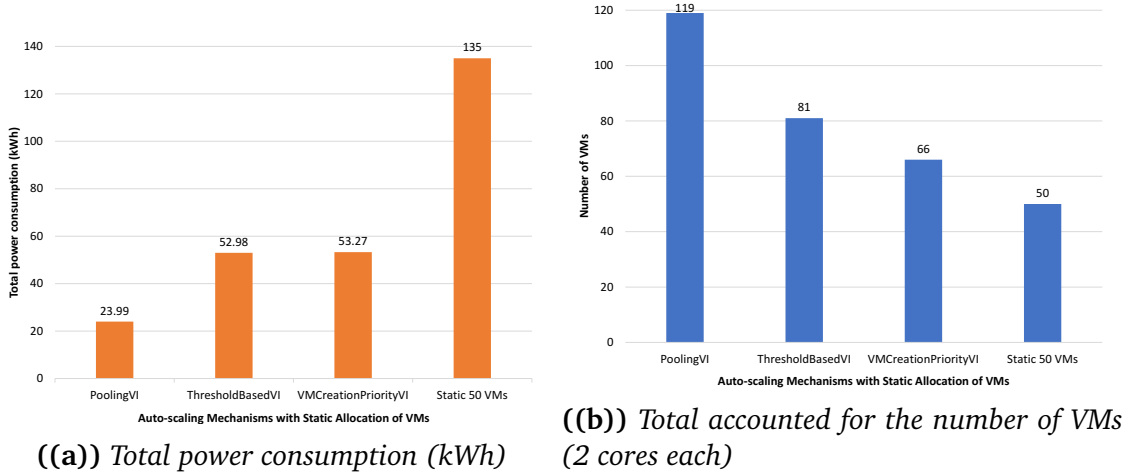 Total power consumption (kWh)
140
120
100
80
60
40
20
0
23.99
52.98
53.27
135
PoolingVI
ThresholdBasedVI
VMCreationPriorityVI
Static 50 VMs
Auto-scaling Mechanisms with Static Allocation of VMs
((a)) Total power consumption (kWh)
Number of VMs
120
100
80
60
40
20
0
119
81
66
50
PoolingVI
ThresholdBasedVI
VMCreationPriorityVI
Static 50 VMs
Auto-scaling Mechanisms with Static Allocation of VMs
((b)) Total accounted for the number of VMs
(2 cores each)